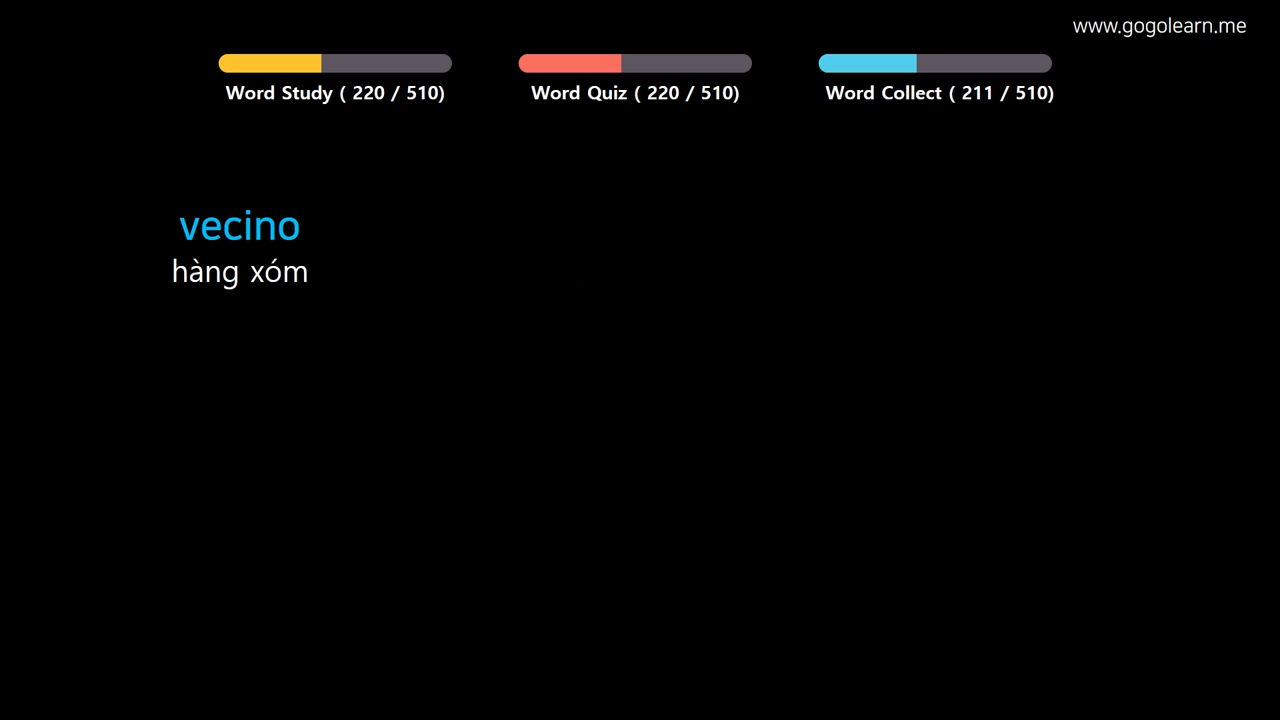 www.gogolearn.me
Word Study ( 220 / 510)
Word Quiz ( 220 / 510)
Word Collect ( 211 / 510)
vecino
hàng xóm